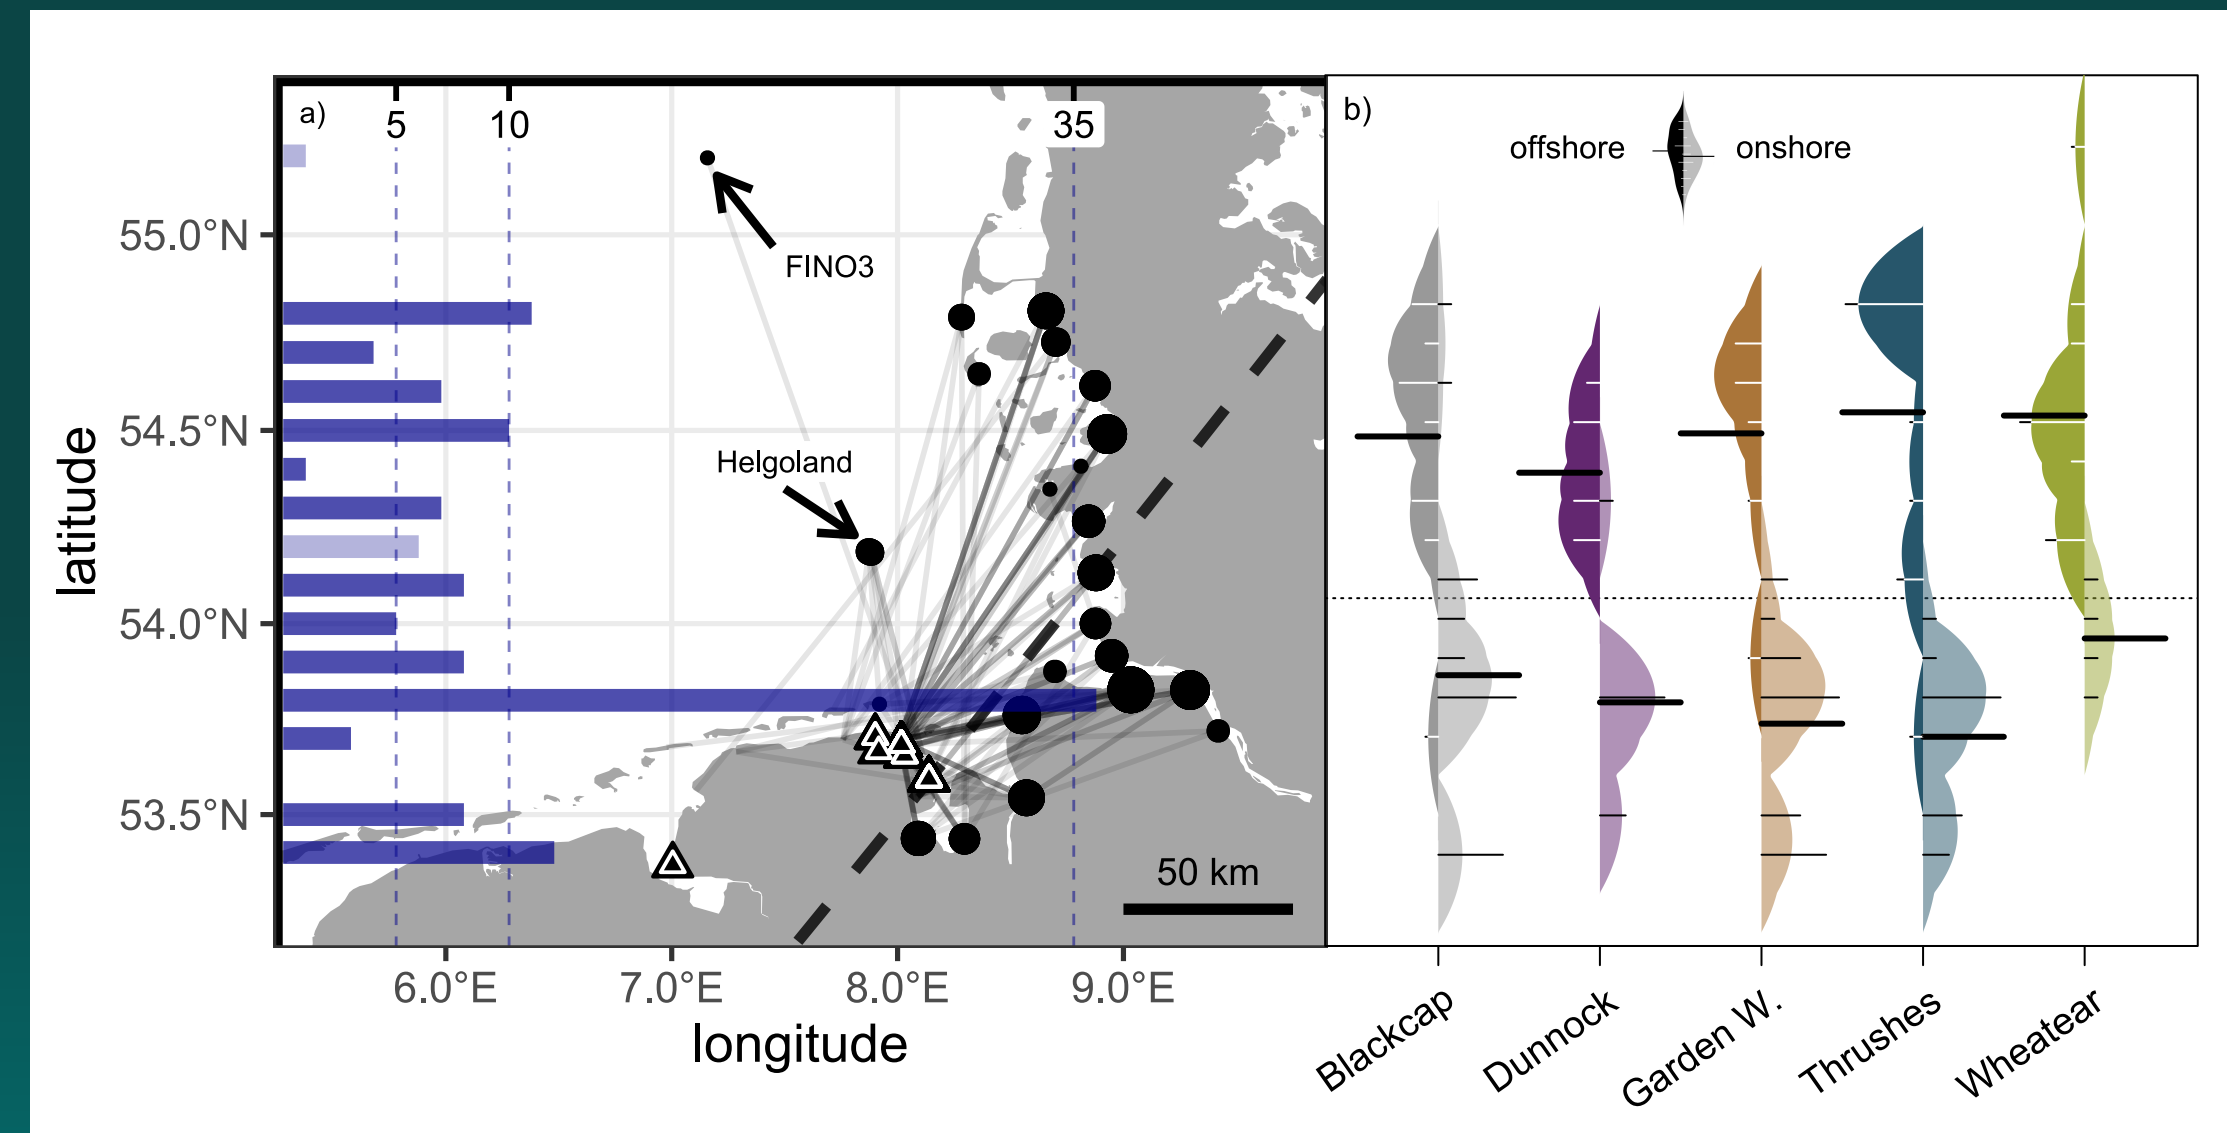 a)
5
10
35
55.0°N
54.5°N
54.0°N
53.5°N
latitude
FINO3
Helgoland
50 km
6.0°E
7.0°E
8.0°E
9.0°E
longitude
b)
offshore
onshore
Blackcap
Dunnock
Garden W.
Thrushes
Wheatear